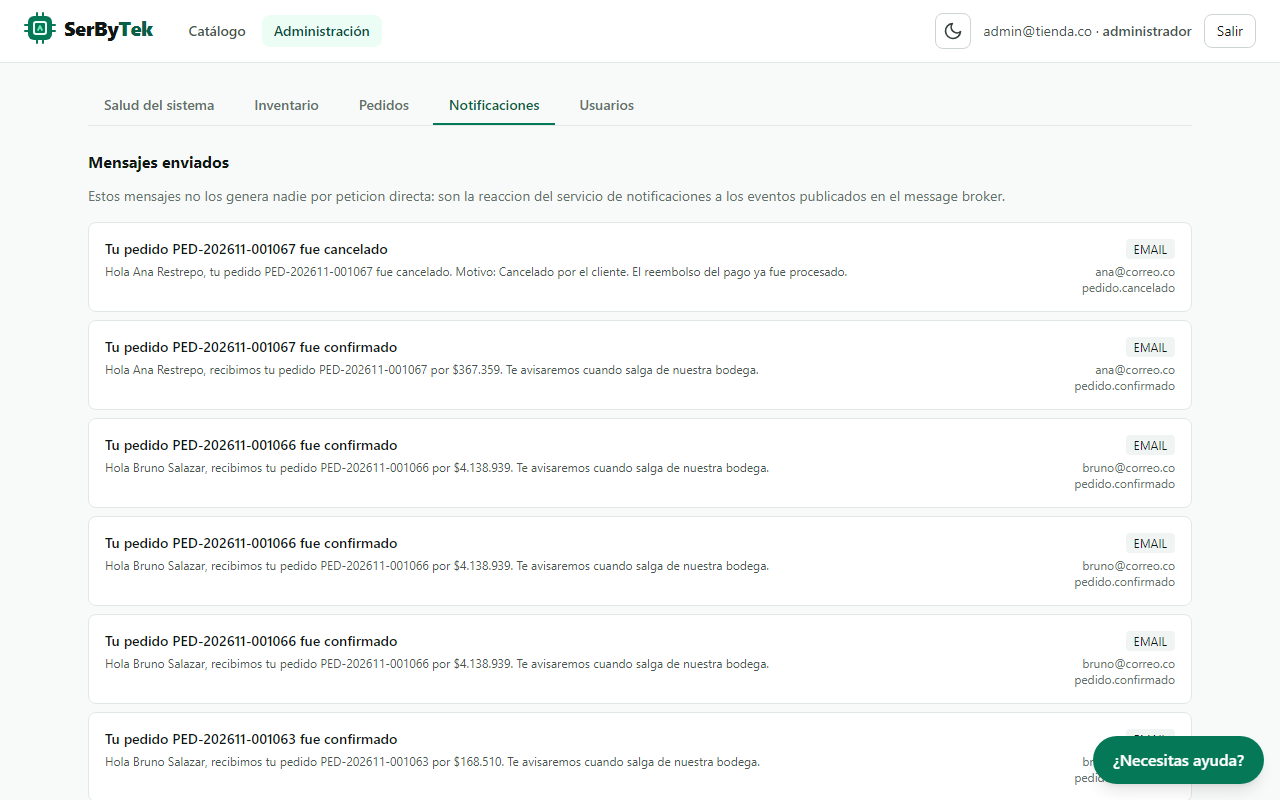 SerByTek
Catálogo
Administración
admin@tienda.co · administrador
Salir
Salud del sistema
Inventario
Pedidos
Notificaciones
Usuarios
Mensajes enviados
Estos mensajes no los genera nadie por peticion directa: son la reaccion del servicio de notificaciones a los eventos publicados en el message broker.
Tu pedido PED-202611-001067 fue cancelado
EMAIL
Hola Ana Restrepo, tu pedido PED-202611-001067 fue cancelado. Motivo: Cancelado por el cliente. El reembolso del pago ya fue procesado.
ana@correo.co
pedido.cancelado
Tu pedido PED-202611-001067 fue confirmado
EMAIL
Hola Ana Restrepo, recibimos tu pedido PED-202611-001067 por $367.359. Te avisaremos cuando salga de nuestra bodega.
ana@correo.co
pedido.confirmado
Tu pedido PED-202611-001066 fue confirmado
EMAIL
Hola Bruno Salazar, recibimos tu pedido PED-202611-001066 por $4.138.939. Te avisaremos cuando salga de nuestra bodega.
bruno@correo.co
pedido.confirmado
Tu pedido PED-202611-001066 fue confirmado
EMAIL
Hola Bruno Salazar, recibimos tu pedido PED-202611-001066 por $4.138.939. Te avisaremos cuando salga de nuestra bodega.
bruno@correo.co
pedido.confirmado
Tu pedido PED-202611-001066 fue confirmado
EMAIL
Hola Bruno Salazar, recibimos tu pedido PED-202611-001066 por $4.138.939. Te avisaremos cuando salga de nuestra bodega.
bruno@correo.co
pedido.confirmado
Tu pedido PED-202611-001063 fue confirmado
Hola Bruno Salazar, recibimos tu pedido PED-202611-001063 por $168.510. Te avisaremos cuando salga de nuestra bodega.
¿Necesitas ayuda?